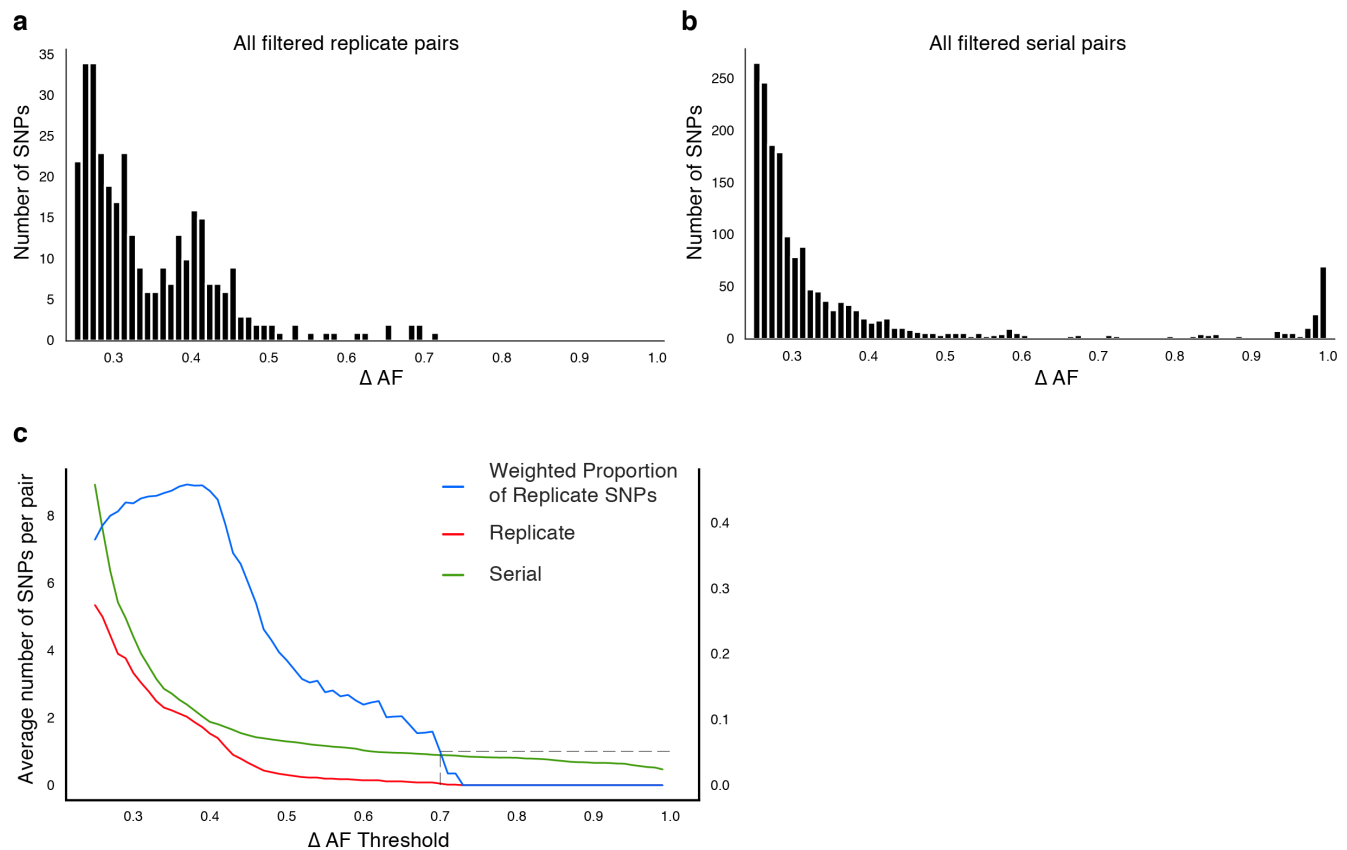 a
All filtered replicate pairs
Number of SNPs
35
30
25
20
15
10
5
0
0.3 0.4 0.5 0.6 0.7 0.8 0.9 1.0
Δ AF
b
All filtered serial pairs
Number of SNPs
250
200
150
100
50
0
0.3 0.4 0.5 0.6 0.7 0.8 0.9 1.0
Δ AF
c
Average number of SNPs per pair
8
6
4
2
0
Weighted Proportion
of Replicate SNPs
Replicate
Serial
0.4
0.3
0.2
0.1
0.0
0.3 0.4 0.5 0.6 0.7 0.8 0.9 1.0
Δ AF Threshold